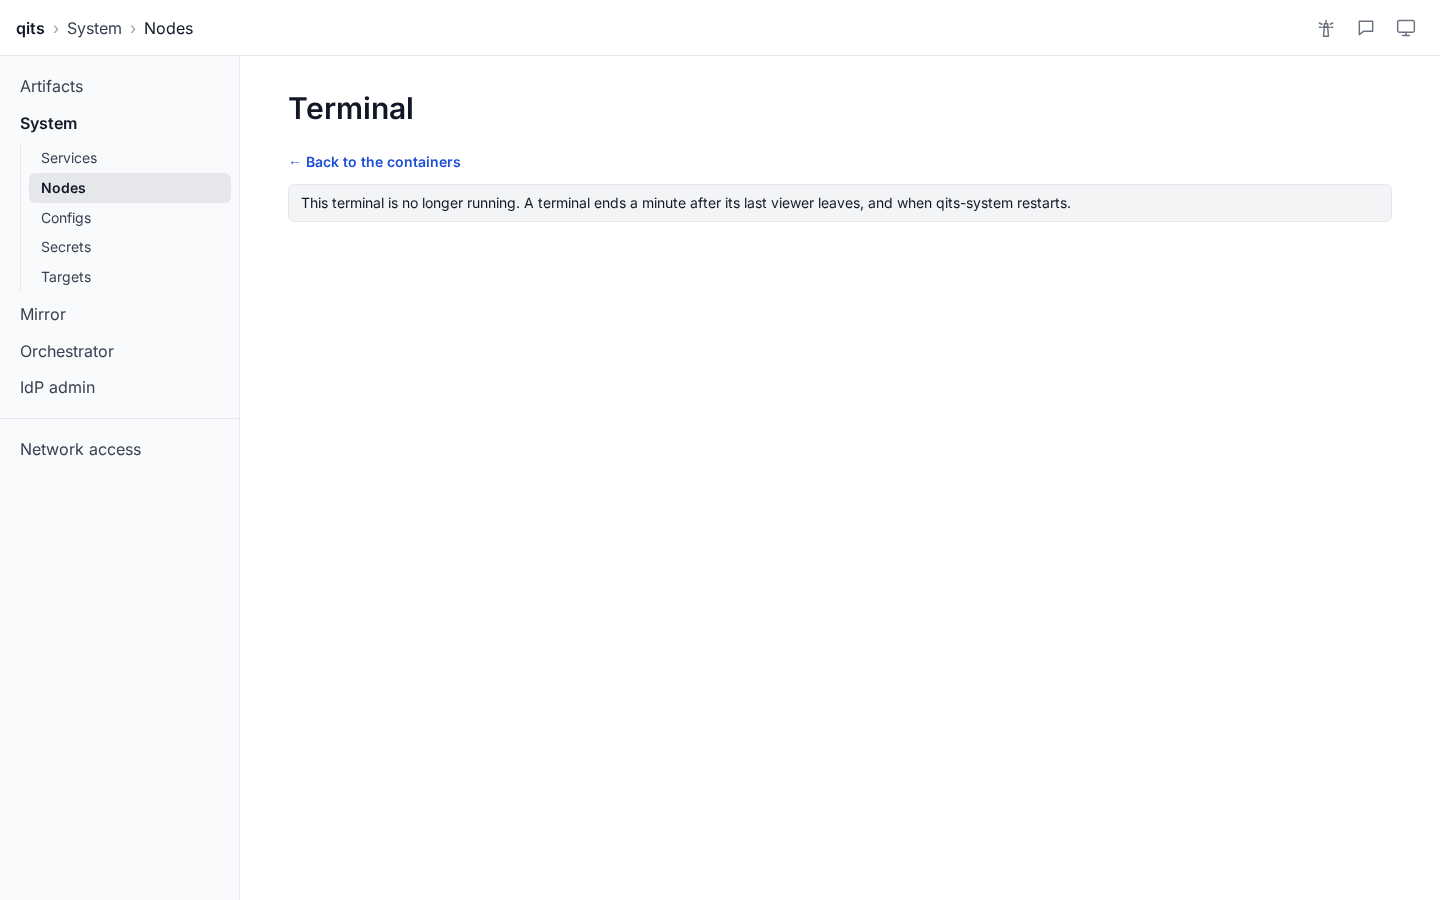 qits › System › Nodes
Artifacts
System
Services
Nodes
Configs
Secrets
Targets
Mirror
Orchestrator
IdP admin
Network access
Terminal
← Back to the containers
This terminal is no longer running. A terminal ends a minute after its last viewer leaves, and when qits-system restarts.